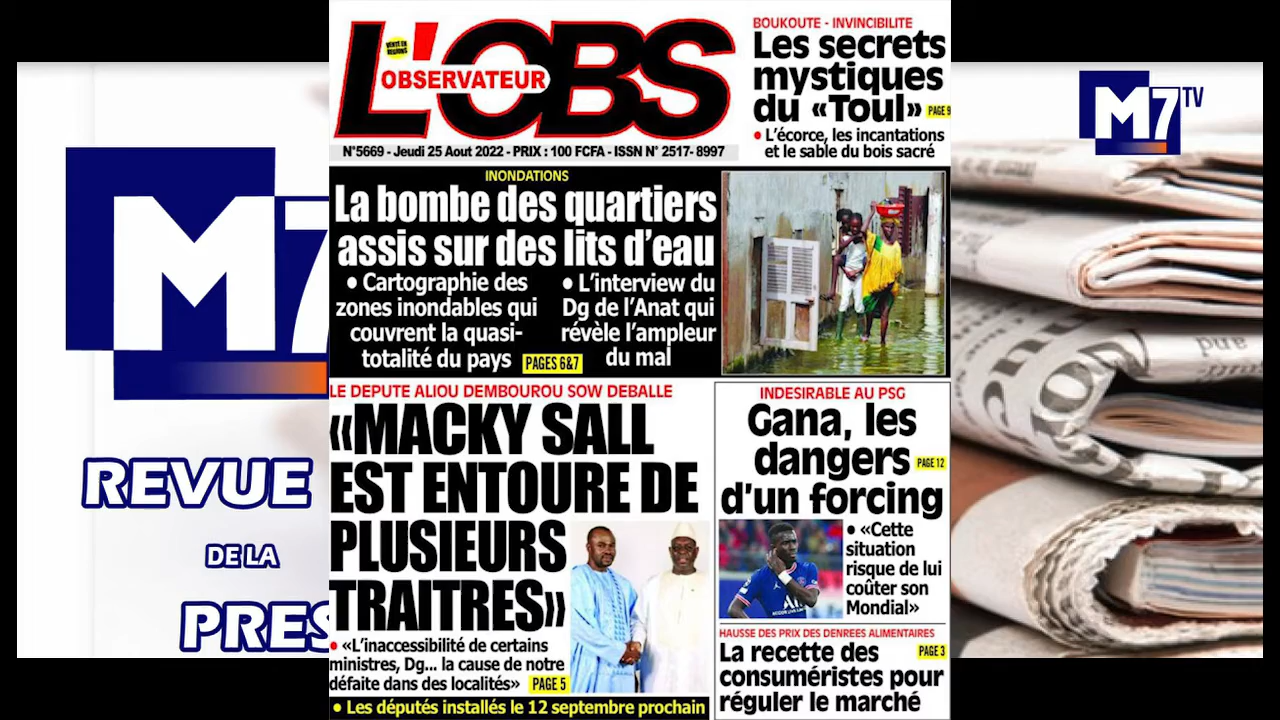 M7
REVUE
DE LA
PRES
L'OBS
VENTE EN
REGIONS
L'OBSERVATEUR
N°5669 - Jeudi 25 Aout 2022 - PRIX : 100 FCFA - ISSN N° 2517- 8997
BOUKOUTE - INVINCIBILITE
Les secrets
mystiques
du «Toul» PAGE 9
• L'écorce, les incantations
et le sable du bois sacré
INONDATIONS
La bombe des quartiers
assis sur des lits d'eau
• Cartographie des
zones inondables qui
couvrent la quasi-
totalité du pays PAGES 6&7
• L'interview du
Dg de l'Anat qui
révèle l'ampleur
du mal
LE DEPUTE ALIOU DEMBOUROU SOW DEBALLE
«MACKY SALL
EST ENTOURE DE
PLUSIEURS
TRAITRES»
• «L'inaccessibilité de certains
ministres, Dg... la cause de notre
défaite dans des localités» PAGE 5
• Les députés installés le 12 septembre prochain
INDESIRABLE AU PSG
Gana, les
dangers PAGE 12
d'un forcing
• «Cette
situation
risque de lui
coûter son
Mondial»
HAUSSE DES PRIX DES DENREES ALIMENTAIRES
La recette des PAGE 3
consuméristes pour
réguler le marché
M7 TV
and